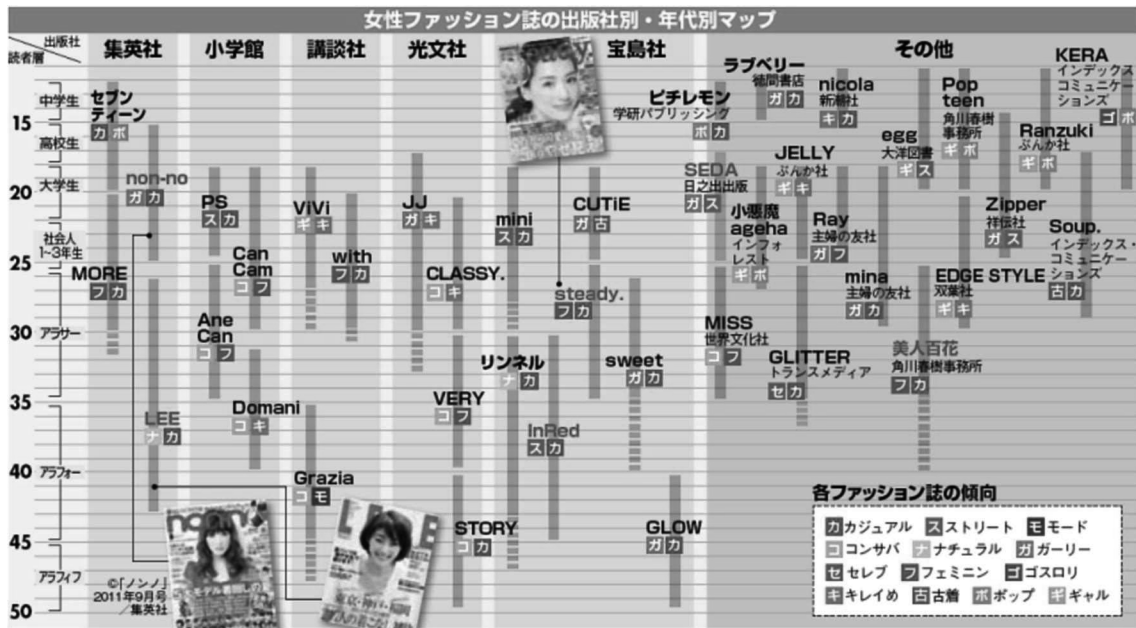 女性ファッション誌の出版社別・年代別マップ
出版社
読者層
集英社
小学館
講談社
光文社
宝島社
その他
中学生
15
高校生
大学生
20
社会人
1~3年生
25
30
アラサー
35
40
アラフォー
45
アラフィフ
50
セブン
ティーン
カ ポ
non-no
ガ カ
MORE
フ カ
LEE
ナ カ
PS
ス カ
Can
Cam
コ フ
Ane
Can
コ フ
Domani
コ キ
ViVi
ギ キ
with
フ カ
Grazia
コ モ
JJ
ガ キ
CLASSY.
コ キ
VERY
コ フ
STORY
コ カ
mini
ス カ
CUTiE
ガ 古
steady.
フ カ
リンネル
ナ カ
sweet
ガ カ
InRed
ス カ
GLOW
ガ カ
ピチレモン
学研パブリッシング
ポ カ
ラブベリー
徳間書店
ガ カ
nicola
新潮社
キ カ
Pop
teen
角川春樹
事務所
ギ ポ
KERA
インデックス・
コミュニケー
ションズ
ゴ ポ
egg
大洋図書
ギ ス
Ranzuki
ぶんか社
ギ ポ
SEDA
日之出出版
ガ ス
JELLY
ぶんか社
ギ キ
小悪魔
ageha
インフォ
レスト
ギ ポ
Ray
主婦の友社
ガ フ
Zipper
祥伝社
ガ ス
Soup.
インデックス・
コミュニケー
ションズ
古 カ
mina
主婦の友社
ガ カ
EDGE STYLE
双葉社
ギ キ
MISS
世界文化社
コ フ
GLITTER
トランスメディア
セ カ
美人百花
角川春樹事務所
フ カ
©「ノンノ」
2011年9月号
/集英社
各ファッション誌の傾向
カ カジュアル ス ストリート モ モード
コ コンサバ ナ ナチュラル ガ ガーリー
セ セレブ フ フェミニン ゴ ゴスロリ
キ キレイめ 古 古着 ポ ポップ ギ ギャル